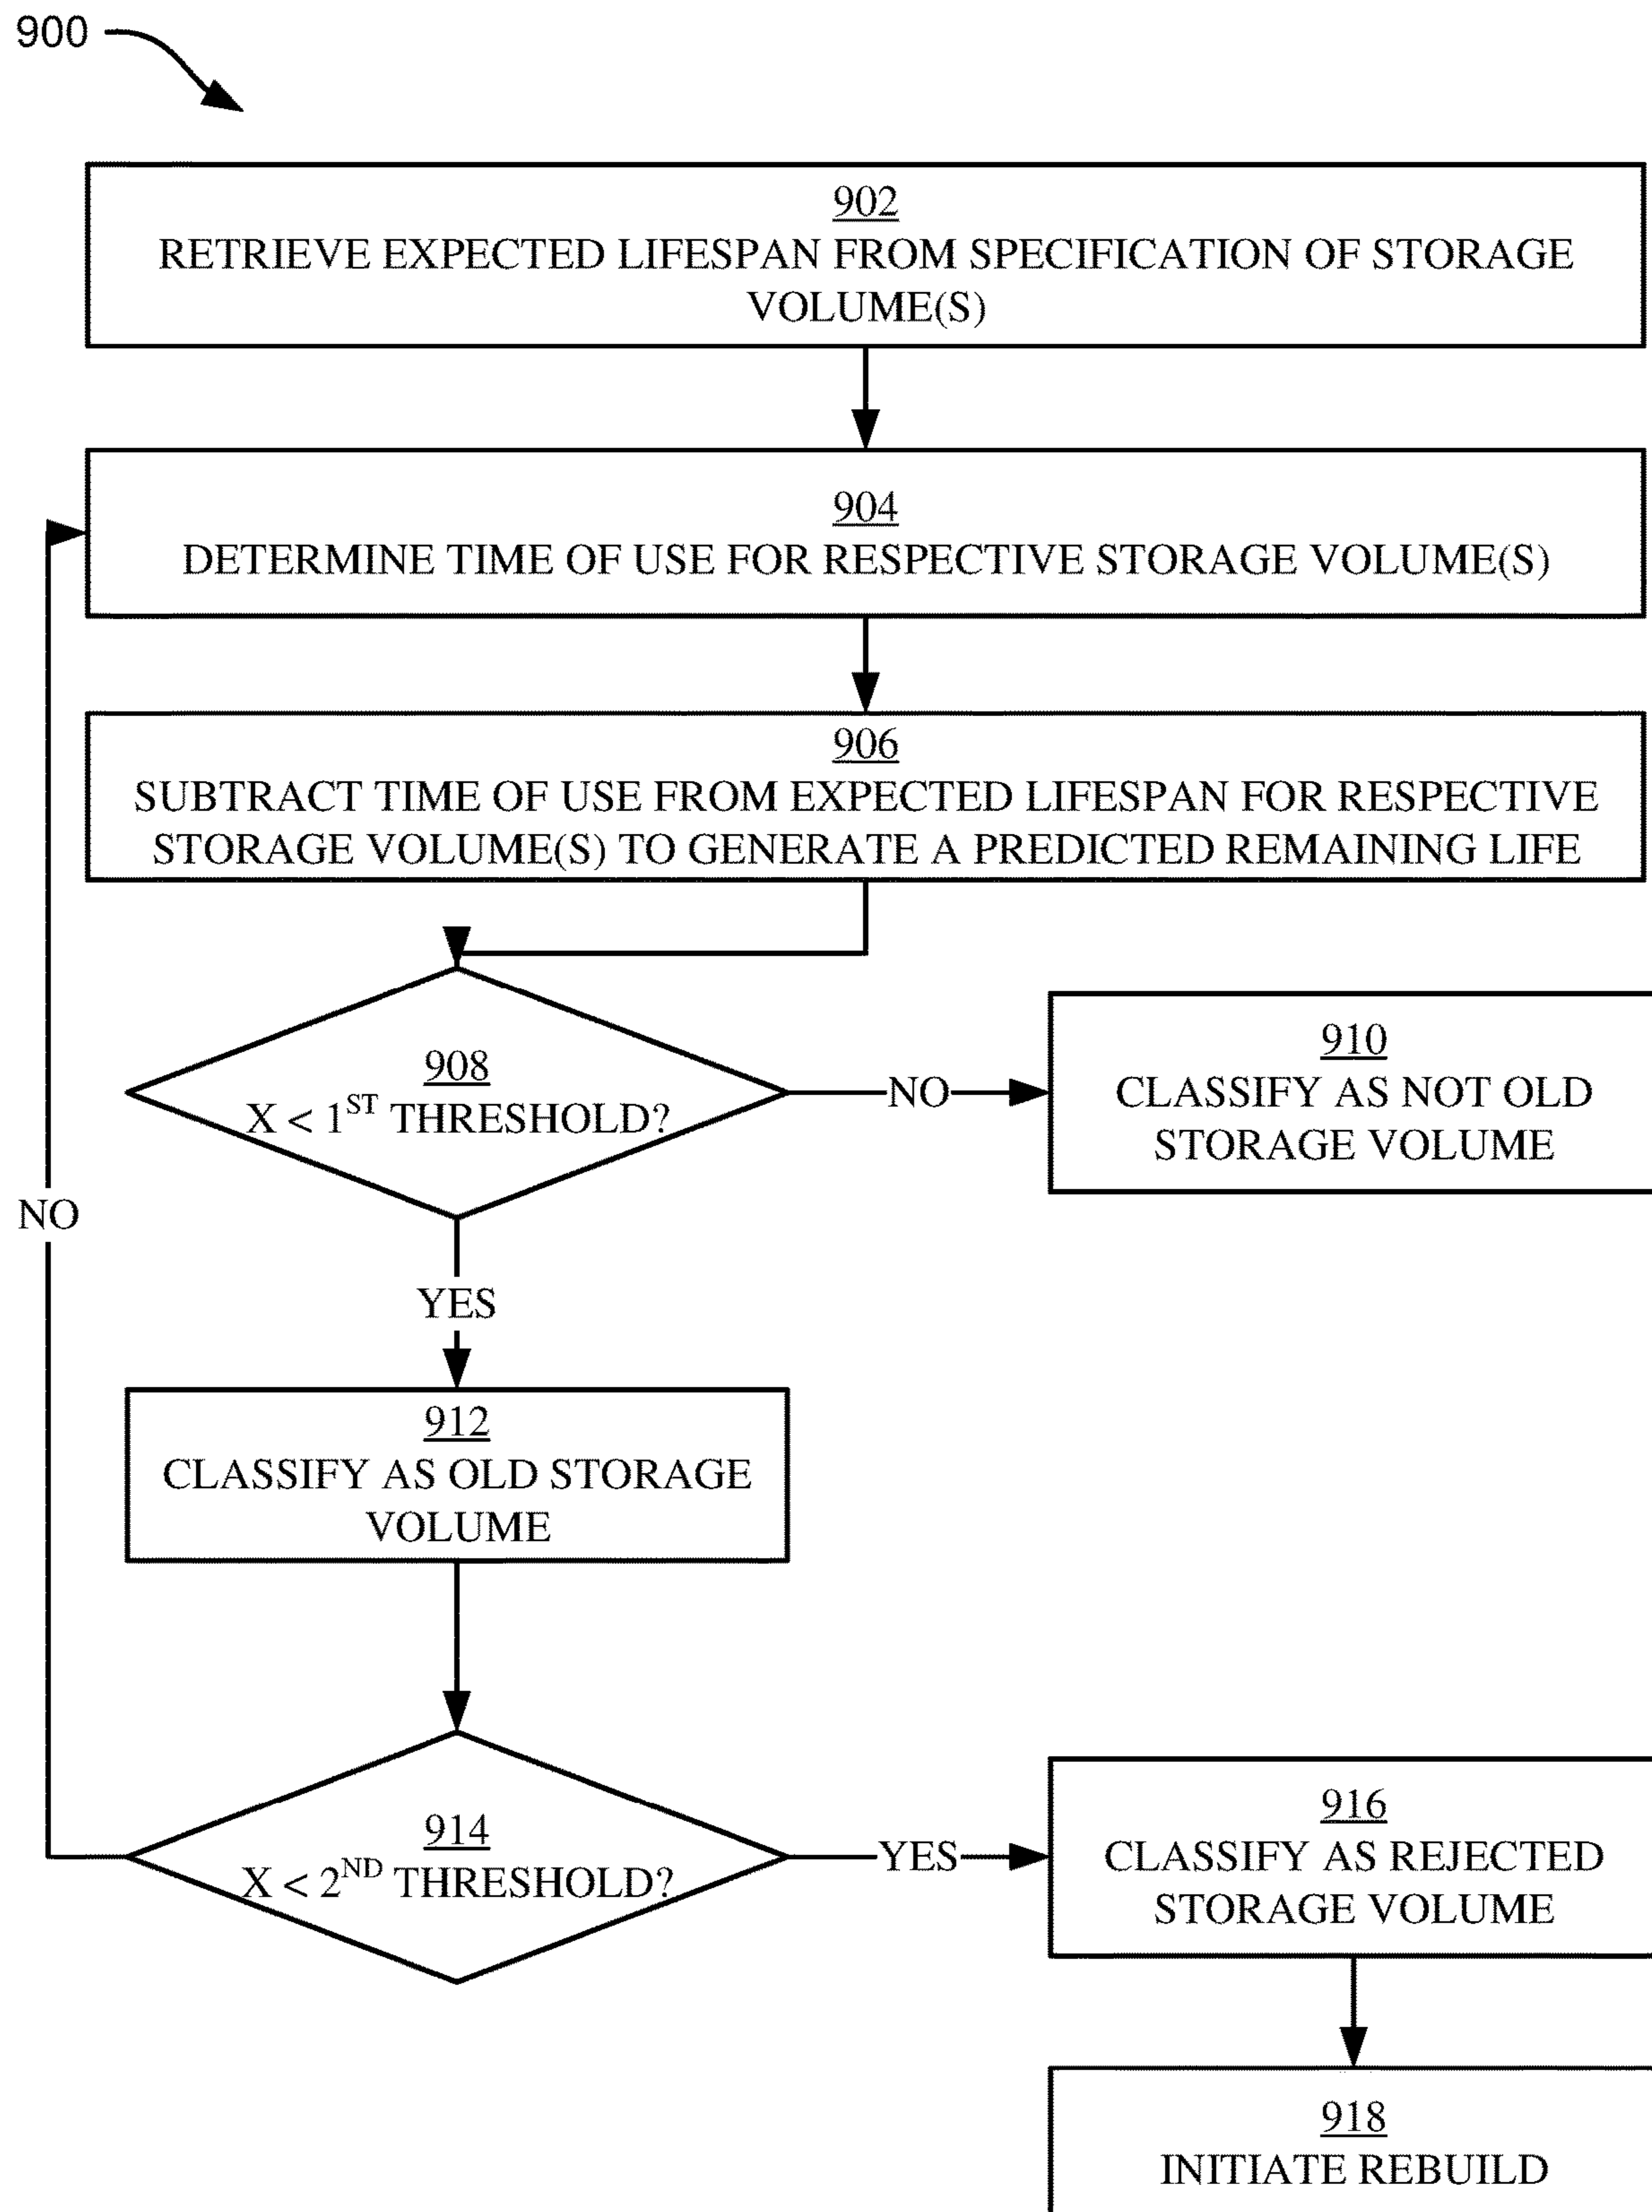 900
902
RETRIEVE EXPECTED LIFESPAN FROM SPECIFICATION OF STORAGE
VOLUME(S)
904
DETERMINE TIME OF USE FOR RESPECTIVE STORAGE VOLUME(S)
906
SUBTRACT TIME OF USE FROM EXPECTED LIFESPAN FOR RESPECTIVE
STORAGE VOLUME(S) TO GENERATE A PREDICTED REMAINING LIFE
908
X < 1ST THRESHOLD?
NO
910
CLASSIFY AS NOT OLD
STORAGE VOLUME
NO
YES
912
CLASSIFY AS OLD STORAGE
VOLUME
914
X < 2ND THRESHOLD?
YES
916
CLASSIFY AS REJECTED
STORAGE VOLUME
918
INITIATE REBUILD